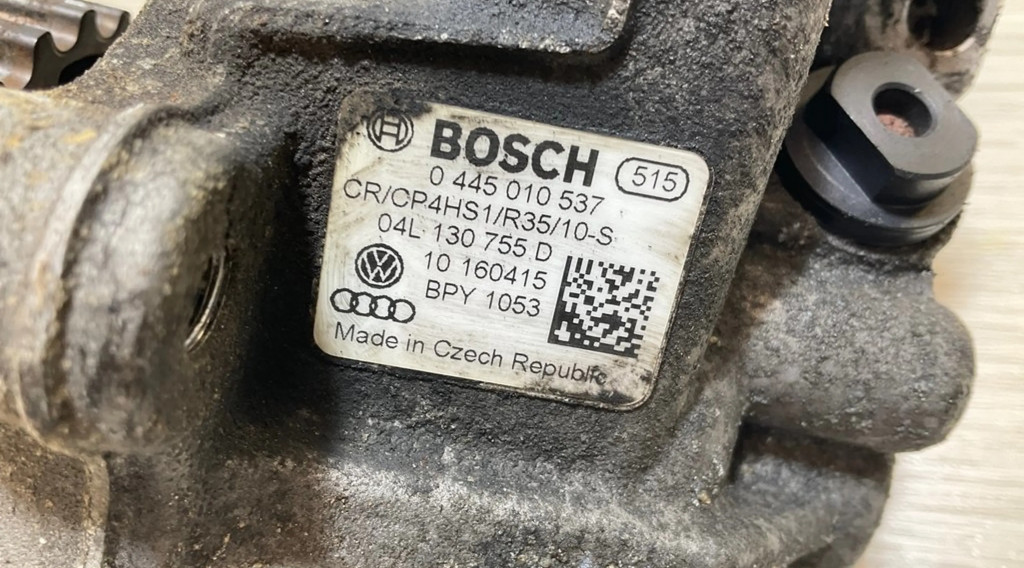 BOSCH 515
0 445 010 537
CR/CP4HS1/R35/10-S
04L 130 755 D
10 160415
BPY 1053
Made in Czech Republic